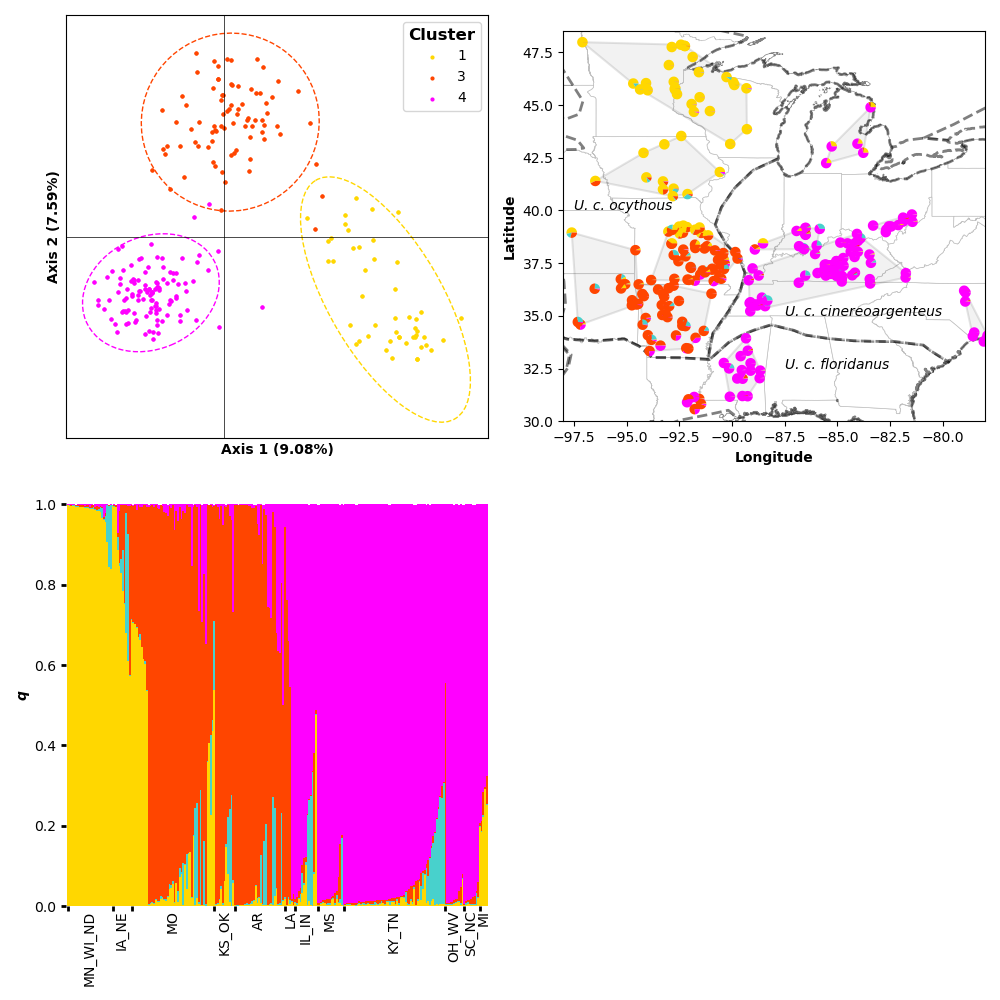 Cluster
1
3
4
Axis 2 (7.59%)
Axis 1 (9.08%)
47.5
45.0
42.5
40.0
37.5
35.0
32.5
30.0
Latitude
U. c. ocythous
U. c. cinereoargenteus
U. c. floridanus
−97.5 −95.0 −92.5 −90.0 −87.5 −85.0 −82.5 −80.0
Longitude
1.0
0.8
0.6
0.4
0.2
0.0
q
MN_WI_ND
IA_NE
MO
KS_OK
AR
LA
IL_IN
MS
KY_TN
OH_WV
SC_NC
MI